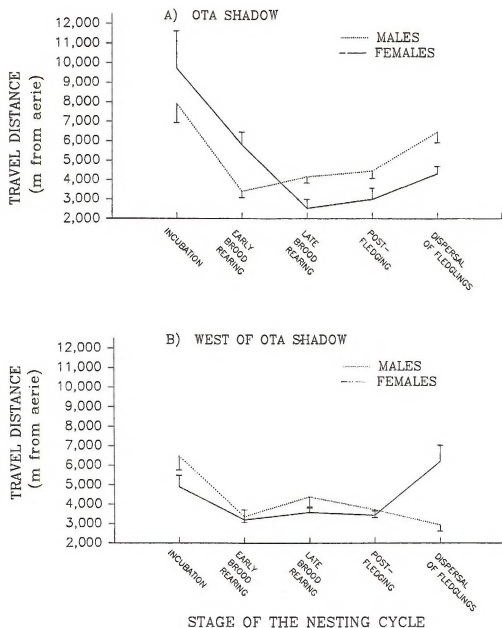 A) OTA SHADOW
MALES
FEMALES
TRAVEL DISTANCE
(m from aerie)
12,000
11,000
10,000
9,000
8,000
7,000
6,000
5,000
4,000
3,000
2,000
INCUBATION
EARLY
BROOD
REARING
LATE
BROOD
REARING
POST-
FLEDGING
DISPERSAL
OF FLEDGLINGS
B) WEST OF OTA SHADOW
MALES
FEMALES
TRAVEL DISTANCE
(m from aerie)
12,000
11,000
10,000
9,000
8,000
7,000
6,000
5,000
4,000
3,000
2,000
INCUBATION
EARLY
BROOD
REARING
LATE
BROOD
REARING
POST-
FLEDGING
DISPERSAL
OF FLEDGLINGS
STAGE OF THE NESTING CYCLE